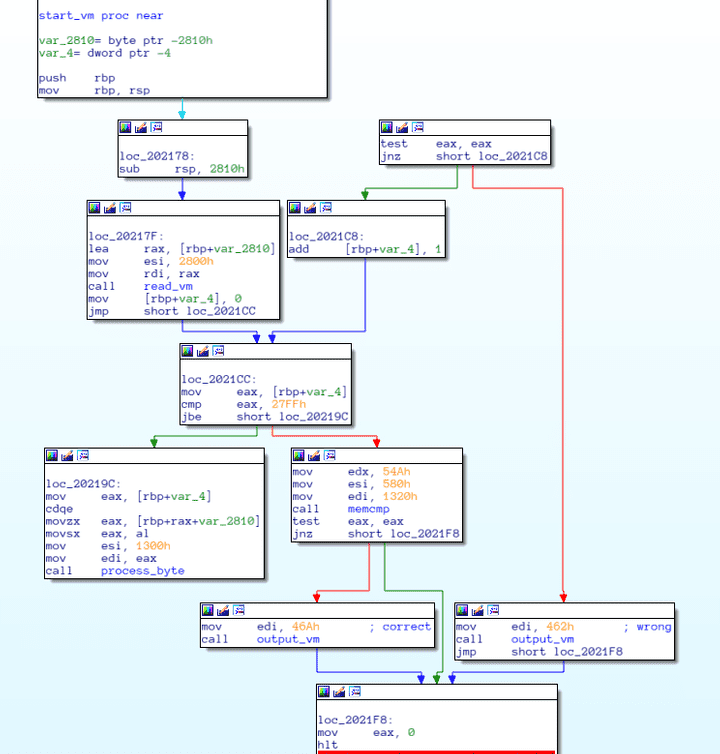 start_vm proc near
var_2810= byte ptr -2810h
var_4= dword ptr -4
push rbp
mov rbp, rsp
loc_202178:
sub rsp, 2810h
test eax, eax
jnz short loc_2021C8
loc_20217F:
lea rax, [rbp+var_2810]
mov esi, 2800h
mov rdi, rax
call read_vm
mov [rbp+var_4], 0
jmp short loc_2021CC
loc_2021C8:
add [rbp+var_4], 1
loc_2021CC:
mov eax, [rbp+var_4]
cmp eax, 27FFh
jbe short loc_20219C
loc_20219C:
mov eax, [rbp+var_4]
cdqe
movzx eax, [rbp+rax+var_2810]
movsx eax, al
mov esi, 1300h
mov edi, eax
call process_byte
mov edx, 54Ah
mov esi, 580h
mov edi, 1320h
call memcmp
test eax, eax
jnz short loc_2021F8
mov edi, 46Ah ; correct
call output_vm
mov edi, 462h ; wrong
call output_vm
jmp short loc_2021F8
loc_2021F8:
mov eax, 0
hlt